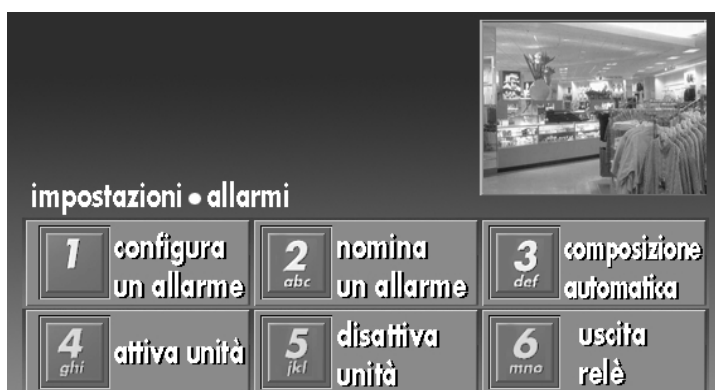 impostazioni • allarmi
1 configura
un allarme
2 abc nomina
un allarme
3 def composizione
automatica
4 ghi attiva unità
5 jkl disattiva
unità
6 mno uscita
relè